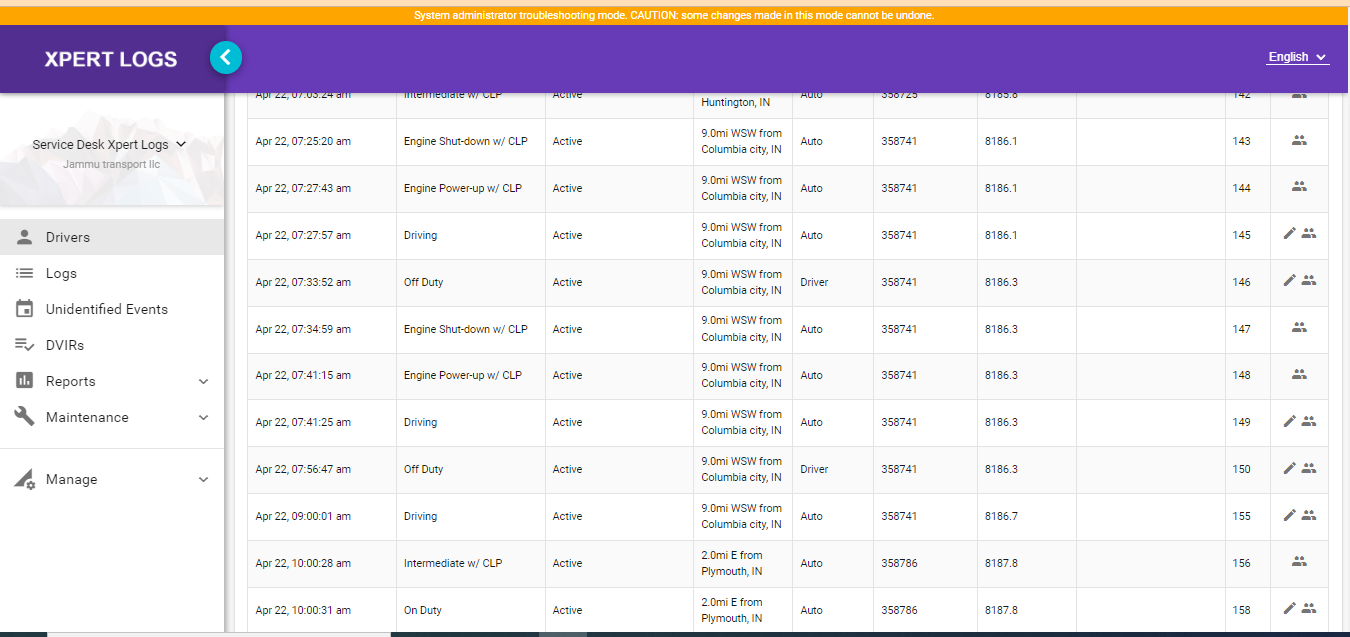 System administrator troubleshooting mode. CAUTION: some changes made in this mode cannot be undone.
XPERT LOGS
English
Service Desk Xpert Logs
Jammu transport llc
Drivers
Logs
Unidentified Events
DVIRs
Reports
Maintenance
Manage
Apr 22, 07:03:24 am Intermediate w/ CLP Active Huntington, IN Auto 358725 8185.8 142
Apr 22, 07:25:20 am Engine Shut-down w/ CLP Active 9.0mi WSW from Columbia city, IN Auto 358741 8186.1 143
Apr 22, 07:27:43 am Engine Power-up w/ CLP Active 9.0mi WSW from Columbia city, IN Auto 358741 8186.1 144
Apr 22, 07:27:57 am Driving Active 9.0mi WSW from Columbia city, IN Auto 358741 8186.1 145
Apr 22, 07:33:52 am Off Duty Active 9.0mi WSW from Columbia city, IN Driver 358741 8186.3 146
Apr 22, 07:34:59 am Engine Shut-down w/ CLP Active 9.0mi WSW from Columbia city, IN Auto 358741 8186.3 147
Apr 22, 07:41:15 am Engine Power-up w/ CLP Active 9.0mi WSW from Columbia city, IN Auto 358741 8186.3 148
Apr 22, 07:41:25 am Driving Active 9.0mi WSW from Columbia city, IN Auto 358741 8186.3 149
Apr 22, 07:56:47 am Off Duty Active 9.0mi WSW from Columbia city, IN Driver 358741 8186.3 150
Apr 22, 09:00:01 am Driving Active 9.0mi WSW from Columbia city, IN Auto 358741 8186.7 155
Apr 22, 10:00:28 am Intermediate w/ CLP Active 2.0mi E from Plymouth, IN Auto 358786 8187.8 156
Apr 22, 10:00:31 am On Duty Active 2.0mi E from Plymouth, IN Auto 358786 8187.8 158